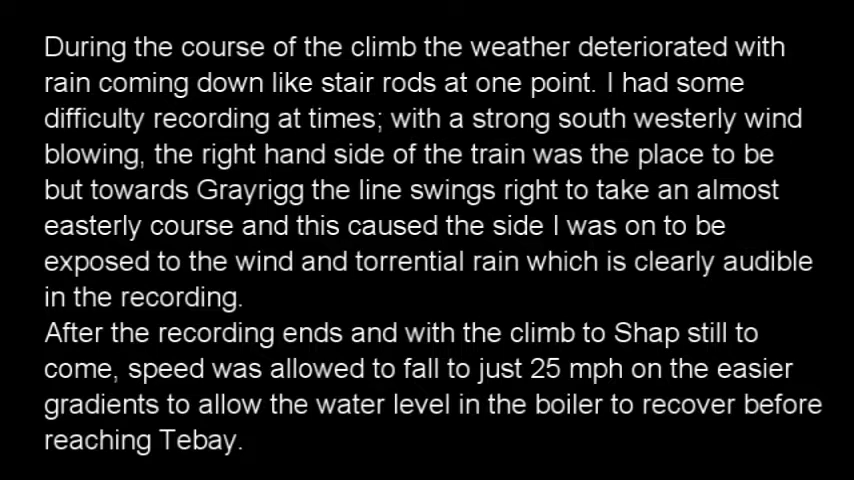 During the course of the climb the weather deteriorated with
rain coming down like stair rods at one point. I had some
difficulty recording at times; with a strong south westerly wind
blowing, the right hand side of the train was the place to be
but towards Grayrigg the line swings right to take an almost
easterly course and this caused the side I was on to be
exposed to the wind and torrential rain which is clearly audible
in the recording.
After the recording ends and with the climb to Shap still to
come, speed was allowed to fall to just 25 mph on the easier
gradients to allow the water level in the boiler to recover before
reaching Tebay.